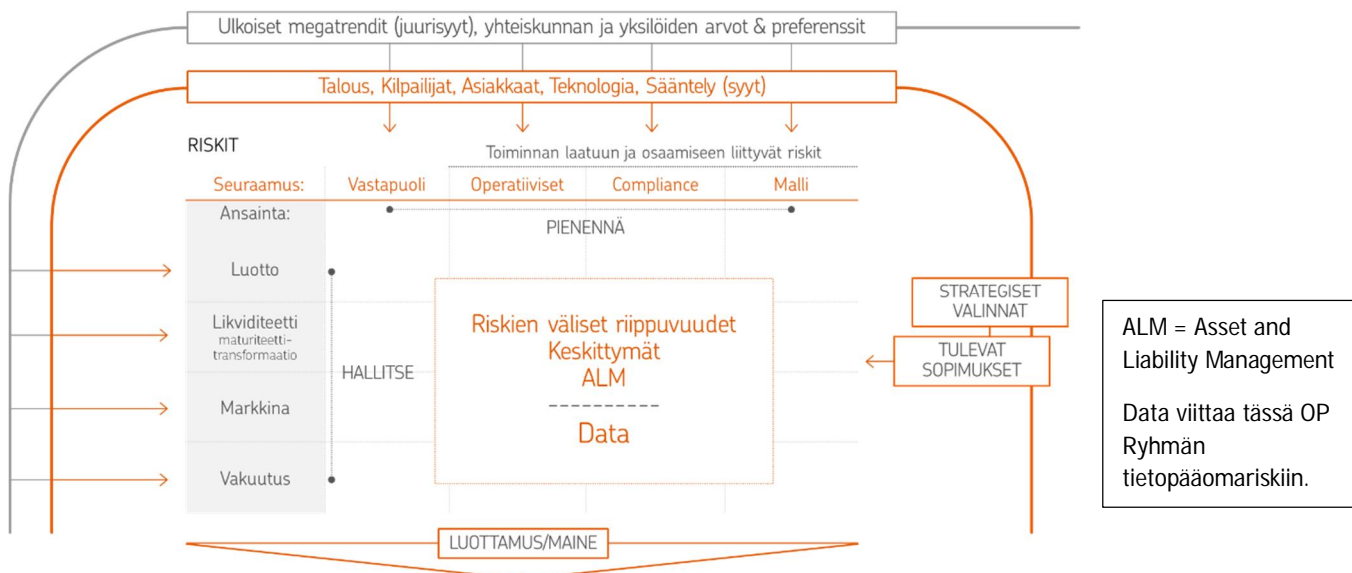 Ulkoiset megatrendit (juurisyyt), yhteiskunnan ja yksilöiden arvot & preferenssit
Talous, Kilpailijat, Asiakkaat, Teknologia, Sääntely (syyt)
RISKIT
Toiminnan laatuun ja osaamiseen liittyvät riskit
Seuraamus: Vastapuoli Operatiiviset Compliance Malli
Ansainta:
PIENENNÄ
Luotto
Likviditeetti
maturiteetti-
transformaatio
HALLITSE
Markkina
Vakuutus
Riskien väliset riippuvuudet
Keskittymät
ALM
Data
STRATEGISET
VALINNAT
TULEVAT
SOPIMUKSET
LUOTTAMUS/MAINE
ALM = Asset and
Liability Management
Data viittaa tässä OP
Ryhmän
tietopääomariskiin.